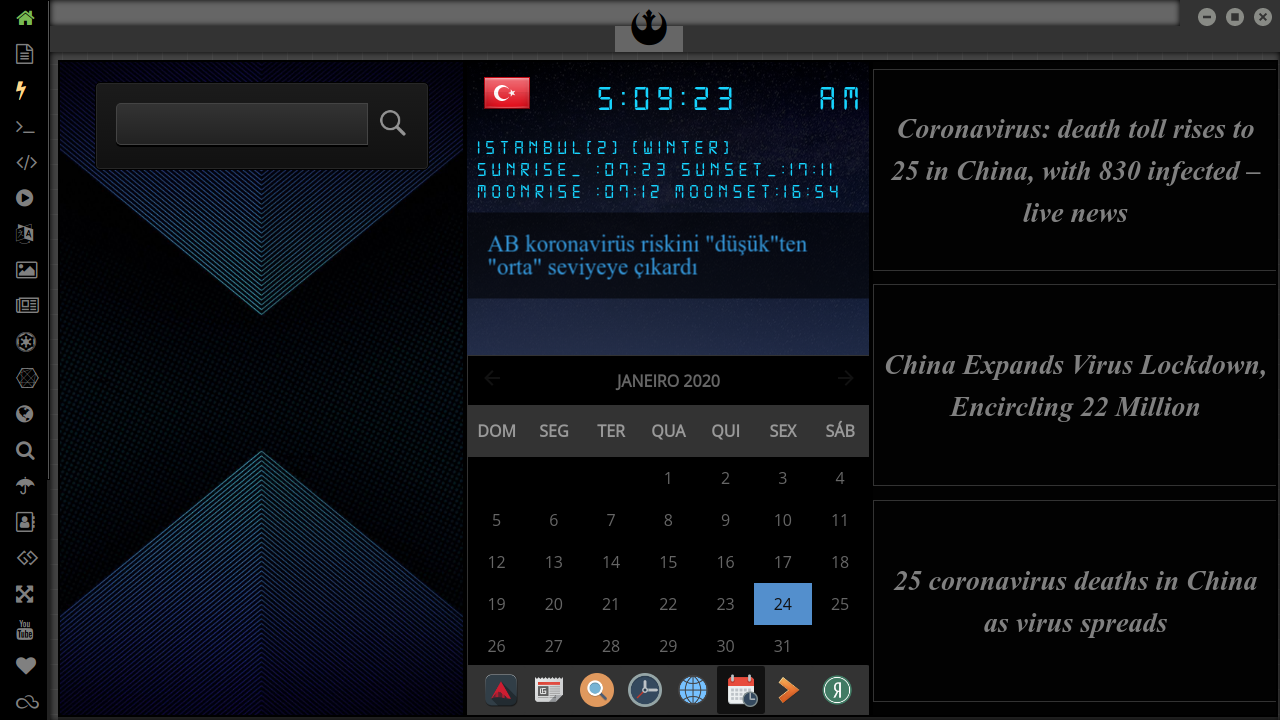 5:09:23 AM
ISTANBUL(2) (WINTER)
SUNRISE_ :07:23 SUNSET_:17:11
MOONRISE :07:12 MOONSET:16:54
AB koronavirüs riskini "düşük"ten
"orta" seviyeye çıkardı
JANEIRO 2020
DOM SEG TER QUA QUI SEX SÁB
1 2 3 4
5 6 7 8 9 10 11
12 13 14 15 16 17 18
19 20 21 22 23 24 25
26 27 28 29 30 31
Coronavirus: death toll rises to
25 in China, with 830 infected –
live news
China Expands Virus Lockdown,
Encircling 22 Million
25 coronavirus deaths in China
as virus spreads
You
Tube
Я